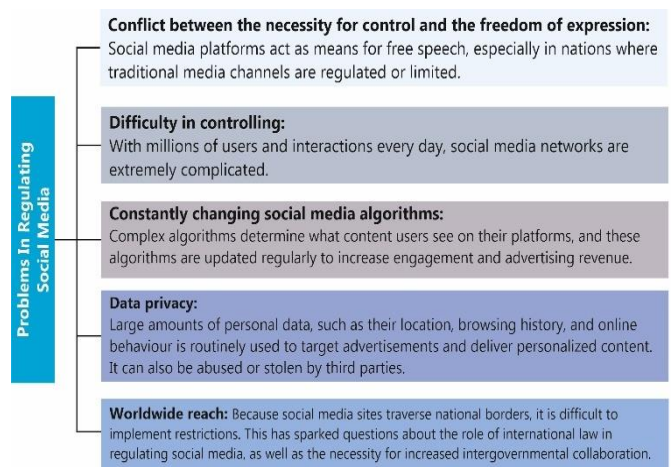 Problems In Regulating
Social Media
Conflict between the necessity for control and the freedom of expression:
Social media platforms act as means for free speech, especially in nations where
traditional media channels are regulated or limited.
Difficulty in controlling:
With millions of users and interactions every day, social media networks are
extremely complicated.
Constantly changing social media algorithms:
Complex algorithms determine what content users see on their platforms, and these
algorithms are updated regularly to increase engagement and advertising revenue.
Data privacy:
Large amounts of personal data, such as their location, browsing history, and online
behaviour is routinely used to target advertisements and deliver personalized content.
It can also be abused or stolen by third parties.
Worldwide reach: Because social media sites traverse national borders, it is difficult to
implement restrictions. This has sparked questions about the role of international law in
regulating social media, as well as the necessity for increased intergovernmental collaboration.